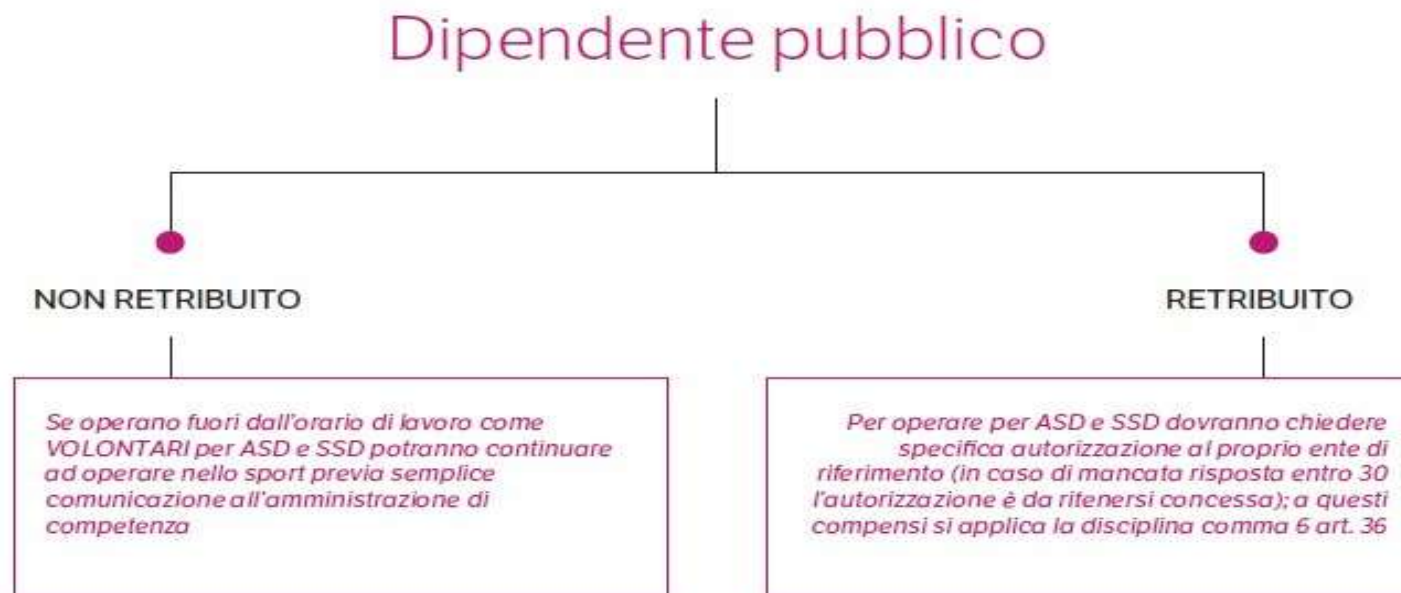 Dipendente pubblico
NON RETRIBUITO
Se operano fuori dall'orario di lavoro come
VOLONTARI per ASD e SSD potranno continuare
ad operare nello sport previa semplice
comunicazione all'amministrazione di
competenza
RETRIBUITO
Per operare per ASD e SSD dovranno chiedere
specifica autorizzazione al proprio ente di
riferimento (in caso di mancata risposta entro 30
l'autorizzazione è da ritenersi concessa); a questi
compensi si applica la disciplina comma 6 art. 36